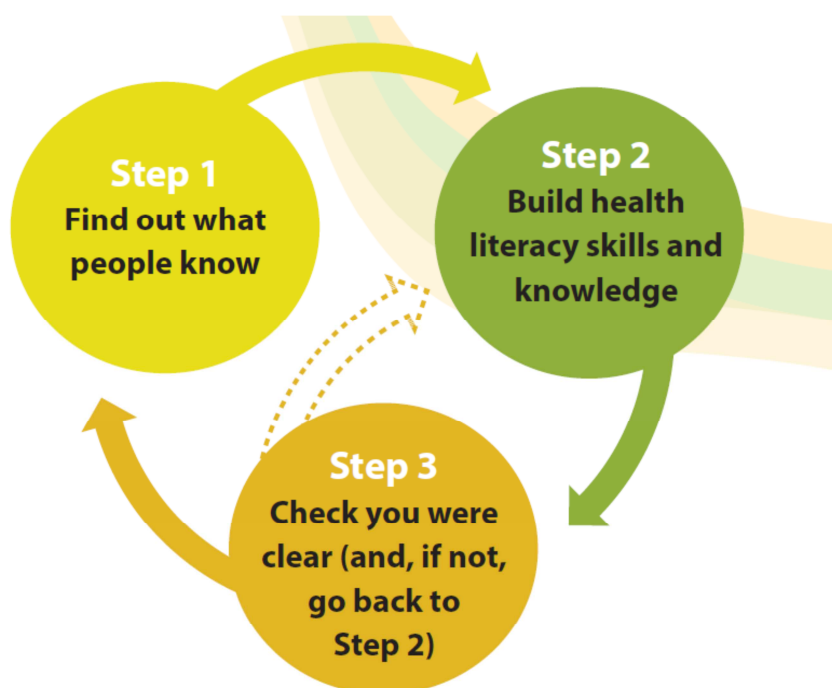 Step 1
Find out what
people know
Step 2
Build health
literacy skills and
knowledge
Step 3
Check you were
clear (and, if not,
go back to
Step 2)